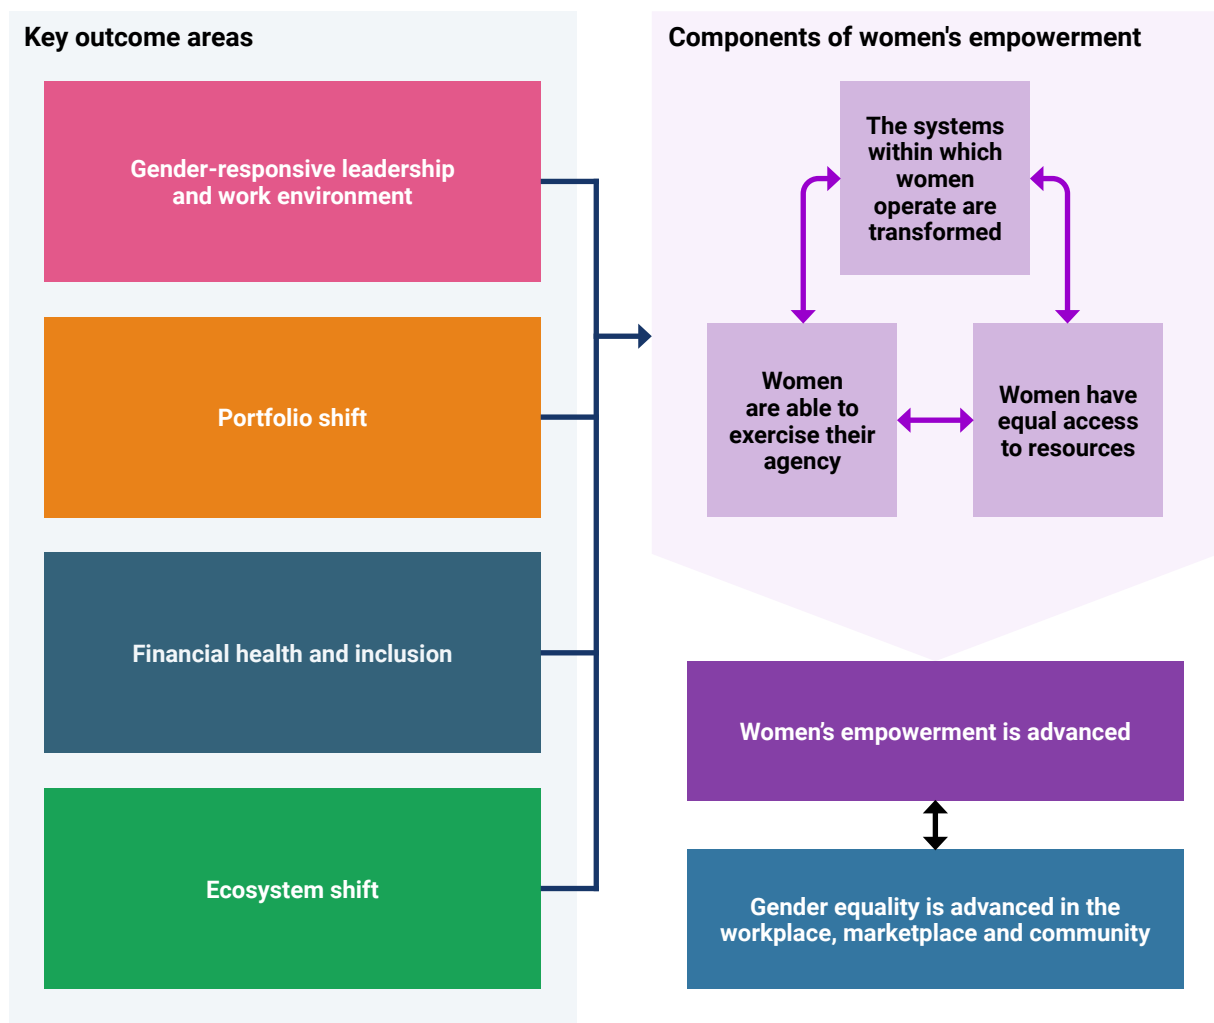 Key outcome areas
Gender-responsive leadership
and work environment
Portfolio shift
Financial health and inclusion
Ecosystem shift
Components of women's empowerment
The systems
within which
women
operate are
transformed
Women
are able to
exercise their
agency
Women have
equal access
to resources
Women’s empowerment is advanced
Gender equality is advanced in the
workplace, marketplace and community